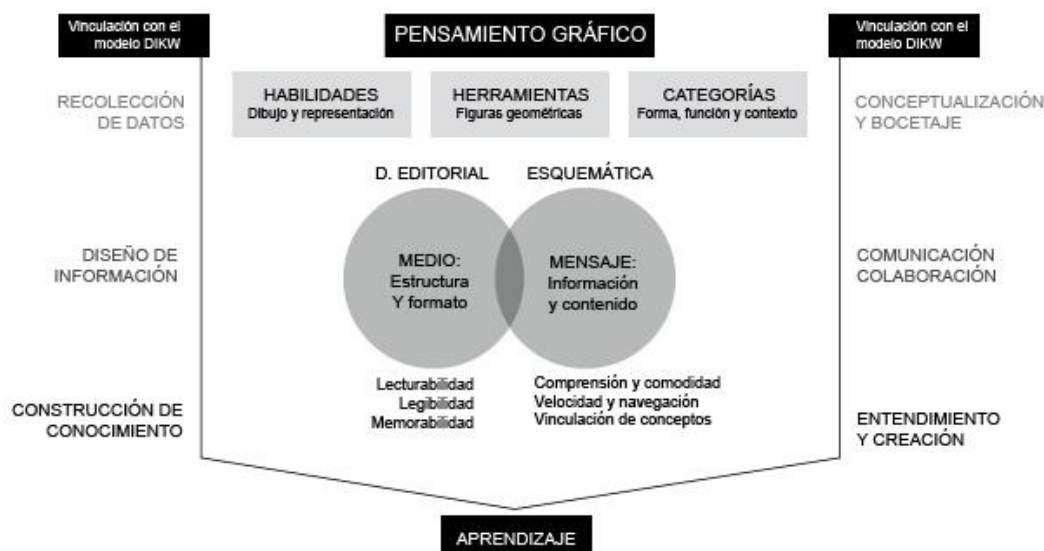 Vinculación con el
modelo DIKW
PENSAMIENTO GRÁFICO
Vinculación con el
modelo DIKW
RECOLECCIÓN
DE DATOS
HABILIDADES
Dibujo y representación
HERRAMIENTAS
Figuras geométricas
CATEGORÍAS
Forma, función y contexto
CONCEPTUALIZACIÓN
Y BOCETAJE
D. EDITORIAL
ESQUEMÁTICA
DISEÑO DE
INFORMACIÓN
MEDIO:
Estructura
Y formato
MENSAJE:
Información
y contenido
COMUNICACIÓN
COLABORACIÓN
Lecturabilidad
Legibilidad
Memorabilidad
Comprensión y comodidad
Velocidad y navegación
Vinculación de conceptos
CONSTRUCCIÓN DE
CONOCIMIENTO
ENTENDIMIENTO
Y CREACIÓN
APRENDIZAJE